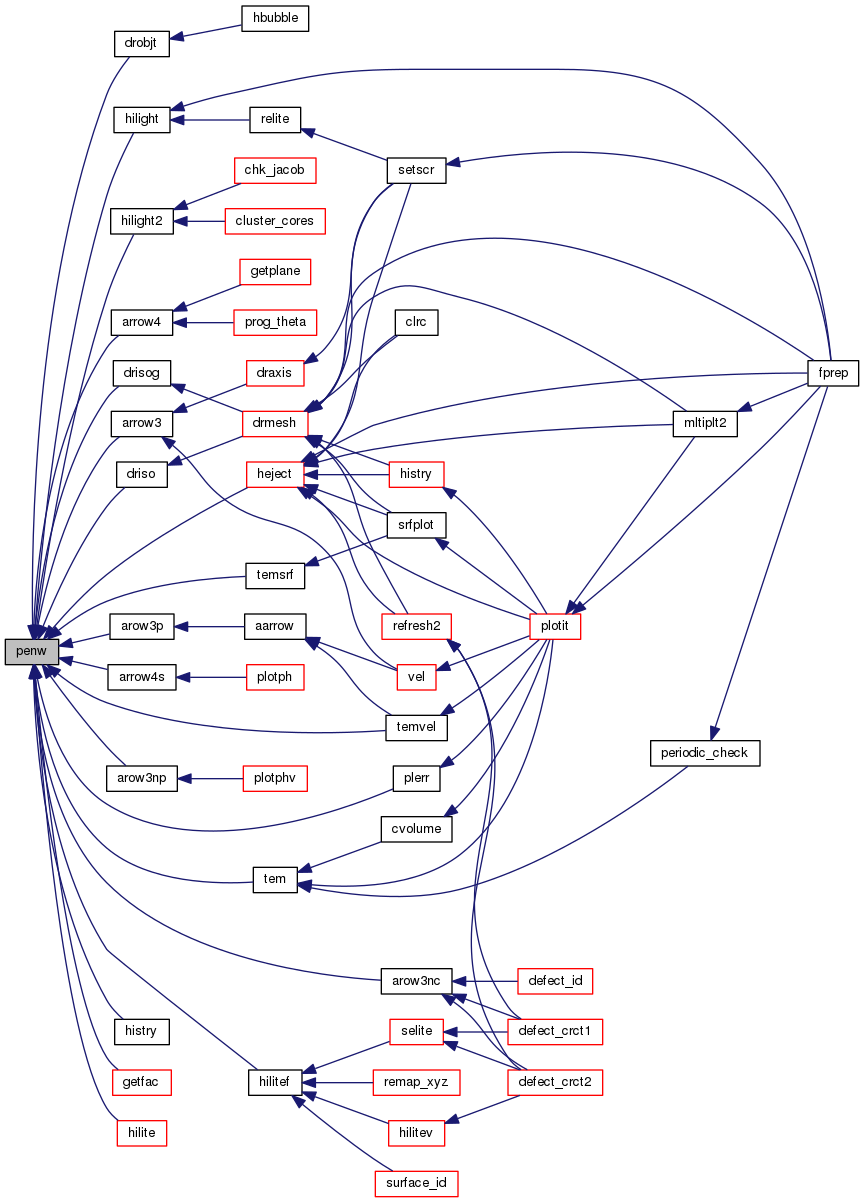 hbubble
drobjt
hilight
relite
setscr
chk_jacob
hilight2
cluster_cores
getplane
arrow4
prog_theta
clrc
drisog
draxis
fprep
arrow3
drmesh
mltiplt2
driso
heject
histry
srfplot
temsrf
arow3p
aarrow
refresh2
plotit
penw
arrow4s
plotph
vel
temvel
periodic_check
arow3np
plotphv
plerr
cvolume
tem
arow3nc
defect_id
histry
selite
defect_crct1
getfac
hilitef
remap_xyz
defect_crct2
hilite
hilitev
surface_id